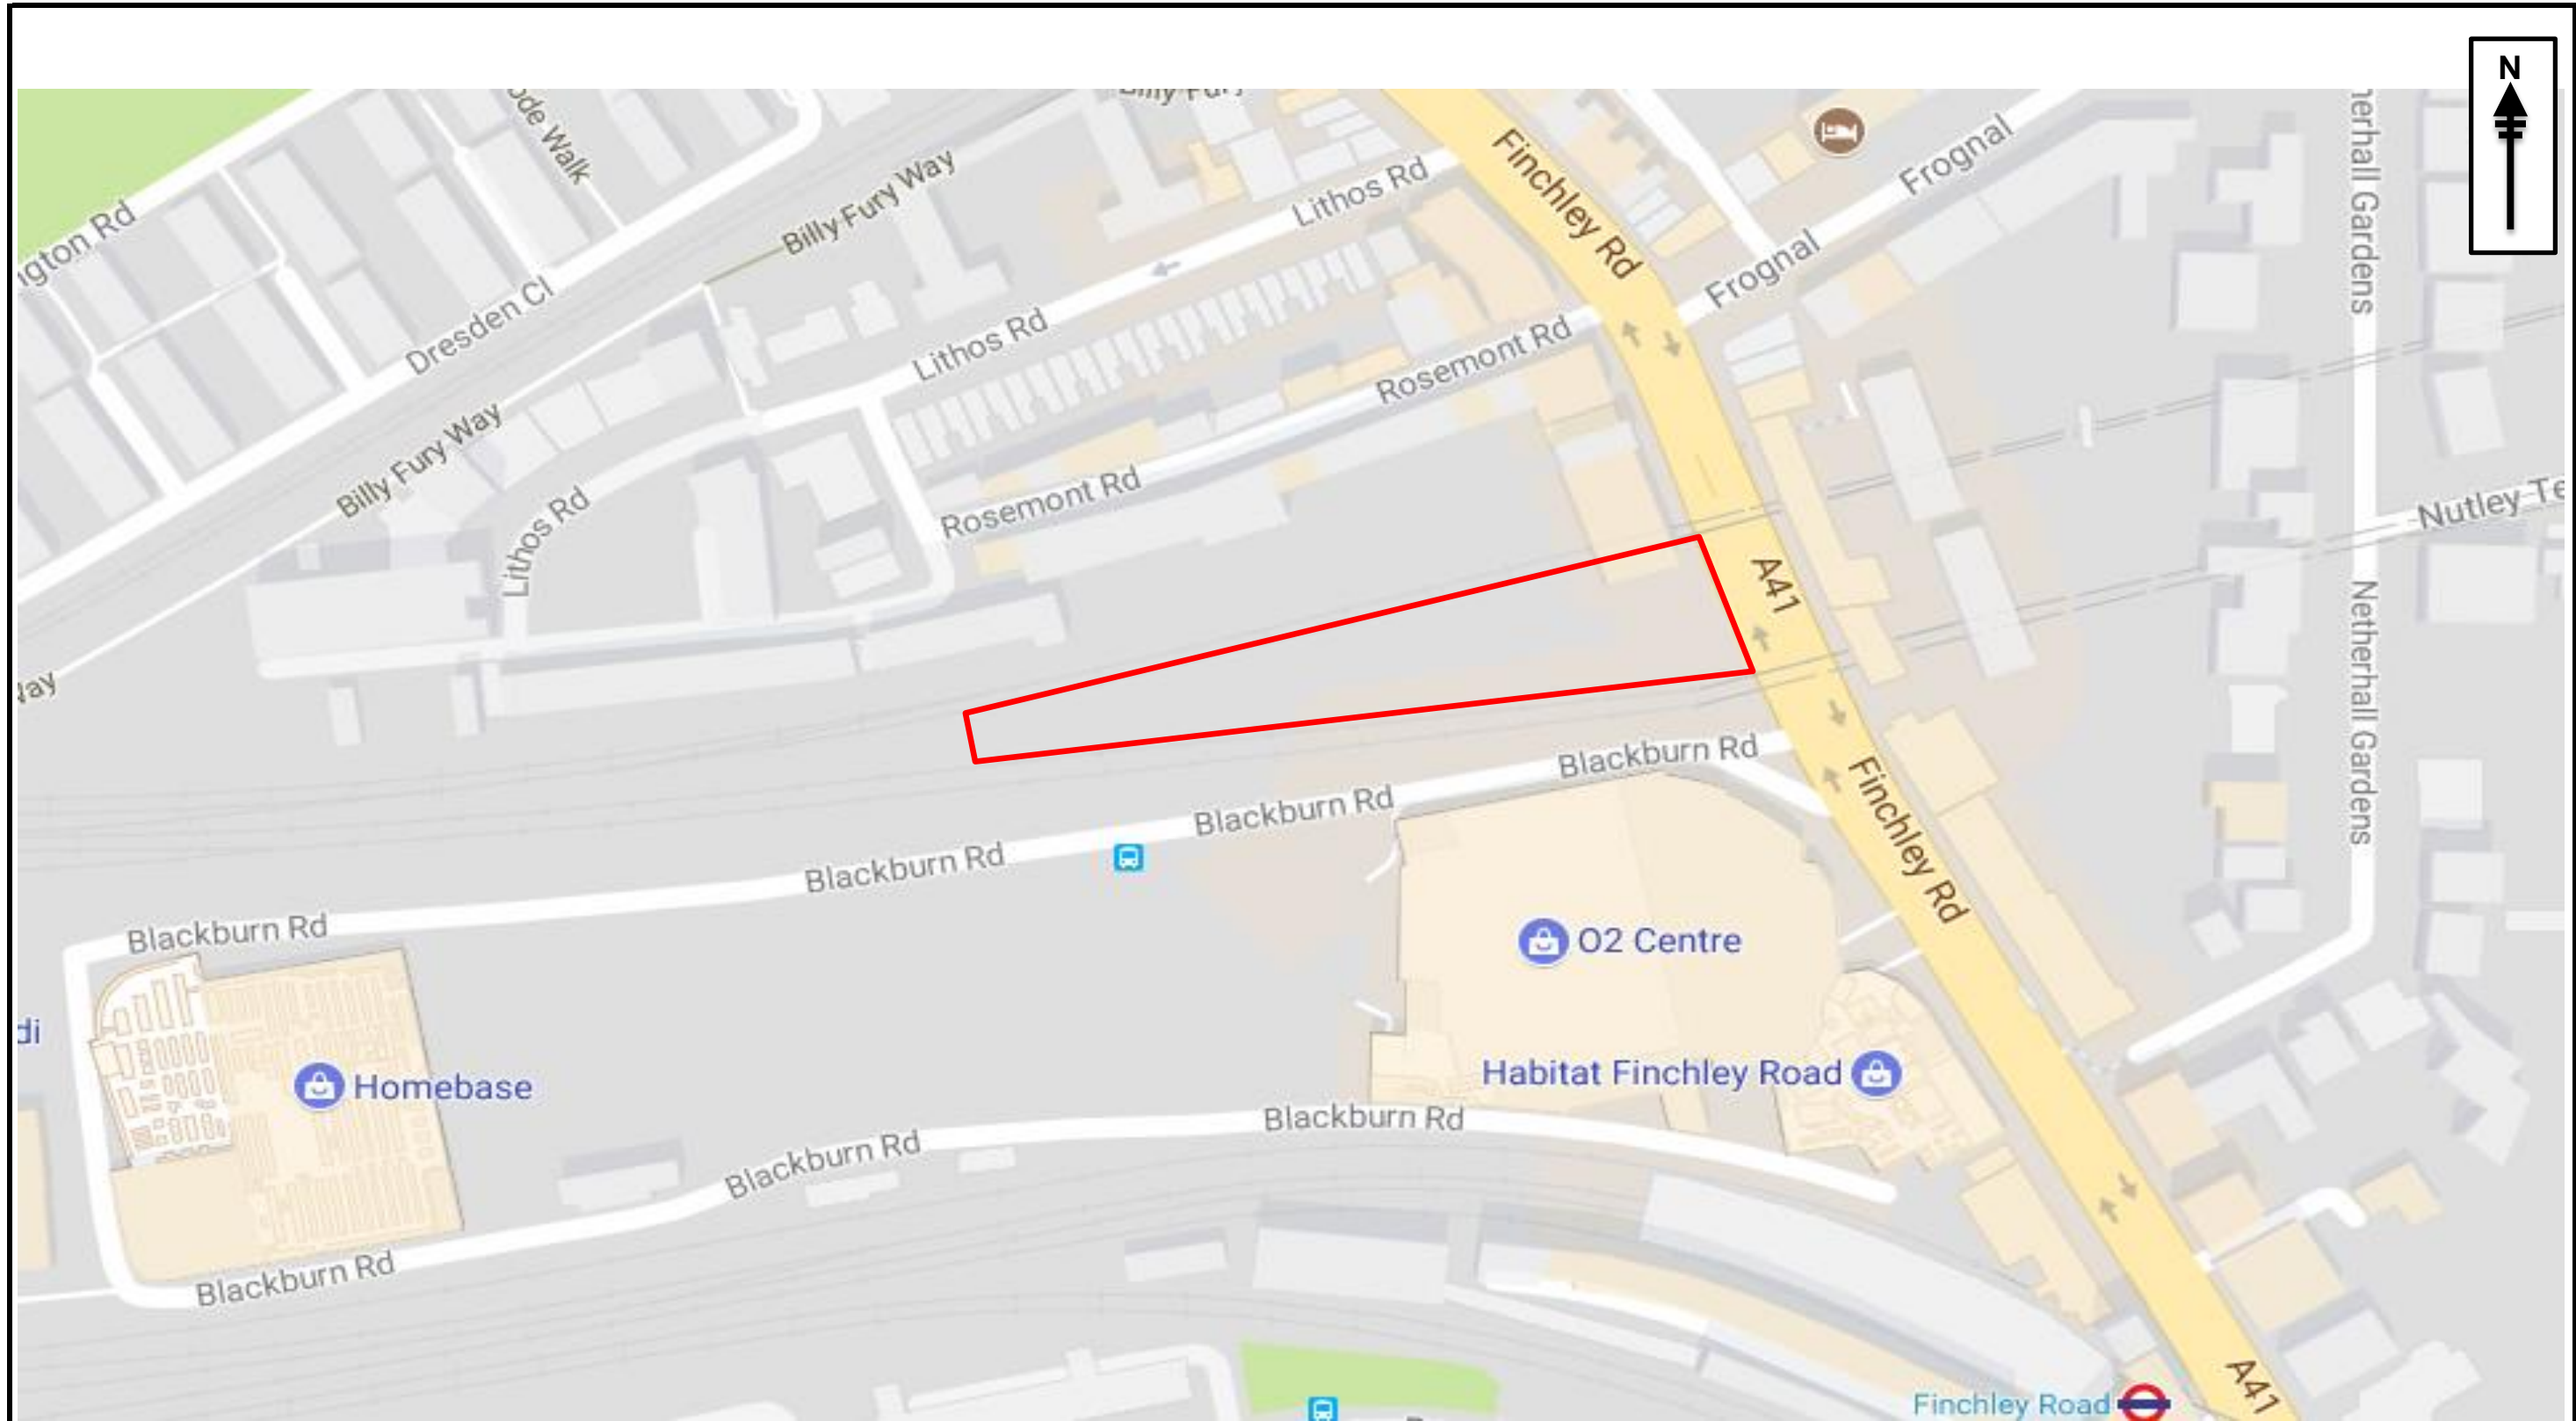 N
Billy Fury Way
Finchley Rd
Frognal
Lithos Rd
Frognal
Dresden Cl
Lithos Rd
Rosemont Rd
Billy Fury Way
Rosemont Rd
Lithos Rd
A41
Netherhall Gardens
Blackburn Rd
Blackburn Rd
Finchley Rd
Blackburn Rd
Blackburn Rd
O2 Centre
Homebase
Habitat Finchley Road
Blackburn Rd
Blackburn Rd
Blackburn Rd
A41
Finchley Road